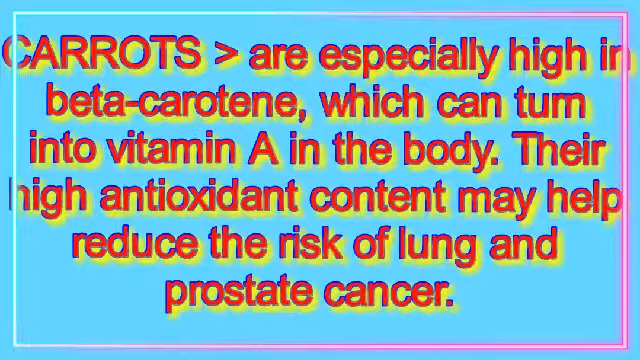 CARROTS > are especially high in
beta-carotene, which can turn
into vitamin A in the body. Their
high antioxidant content may help
reduce the risk of lung and
prostate cancer.